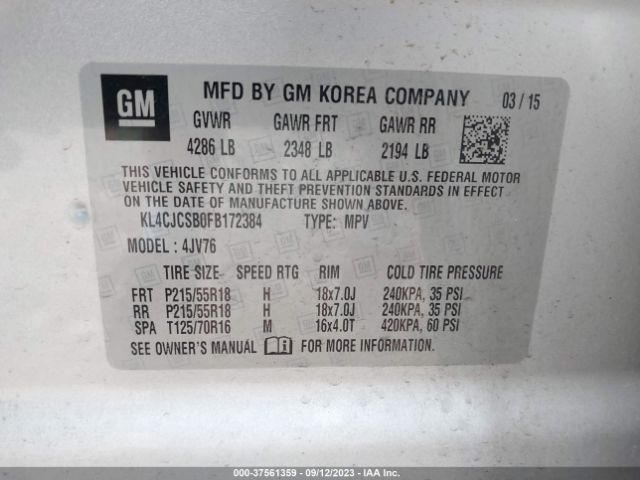 GM MFD BY GM KOREA COMPANY 03 / 15
GVWR GAWR FRT GAWR RR
4286 LB 2348 LB 2194 LB
THIS VEHICLE CONFORMS TO ALL APPLICABLE U.S. FEDERAL MOTOR
VEHICLE SAFETY AND THEFT PREVENTION STANDARDS IN EFFECT
ON THE DATE OF MANUFACTURE SHOWN ABOVE.
KL4CJCSB0FB172384 TYPE: MPV
MODEL : 4JV76
TIRE SIZE SPEED RTG RIM COLD TIRE PRESSURE
FRT P215/55R18 H 18x7.0J 240KPA, 35 PSI
RR P215/55R18 H 18x7.0J 240KPA, 35 PSI
SPA T125/70R16 M 16x4.0T 420KPA, 60 PSI
SEE OWNER'S MANUAL i FOR MORE INFORMATION.
000-37561359 - 09/12/2023 - IAAI.COM